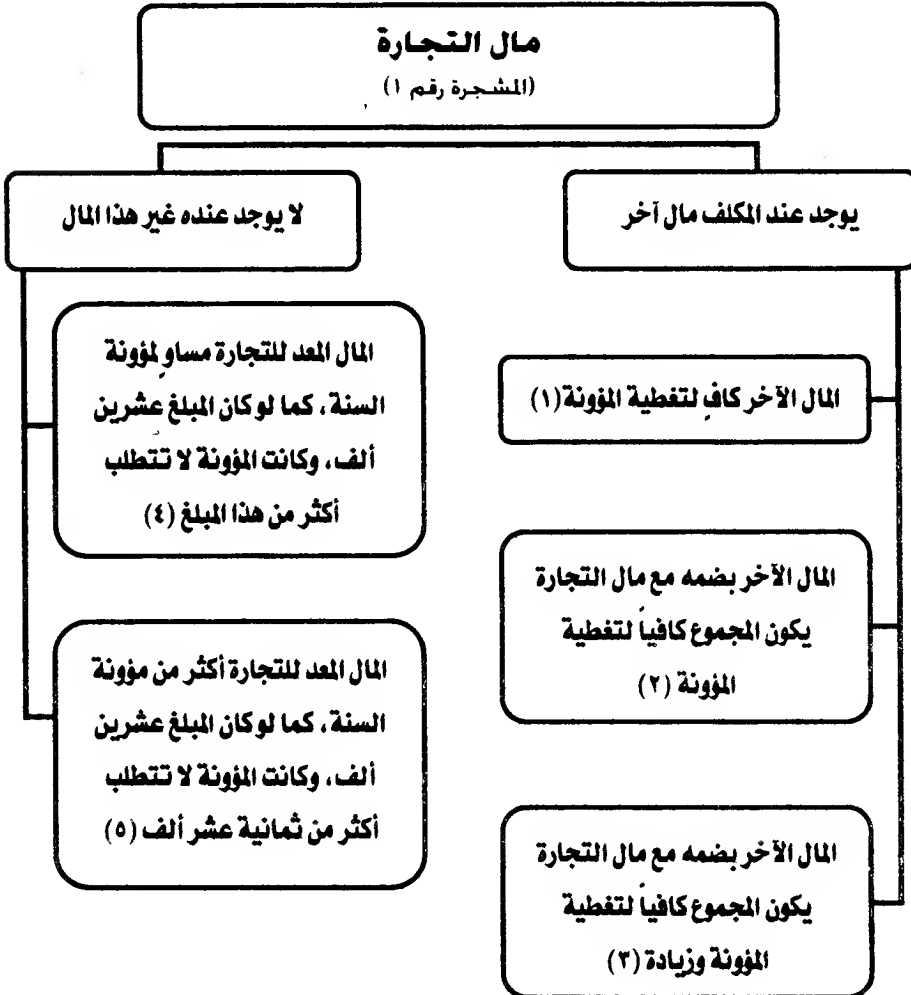 مال التجارة
(المشجرة رقم ١)
يوجد عند المكلف مال آخر
المال الآخر كافٍ لتغطية المؤونة (١)
المال الآخر بضمه مع مال التجارة
يكون المجموع كافياً لتغطية
المؤونة (٢)
المال الآخر بضمه مع مال التجارة
يكون المجموع كافياً لتغطية
المؤونة وزيادة (٣)
لا يوجد عنده غير هذا المال
المال المعد للتجارة مساوٍ لمؤونة
السنة، كما لو كان المبلغ عشرين
ألف، وكانت المؤونة لا تتطلب
أكثر من هذا المبلغ (٤)
المال المعد للتجارة أكثر من مؤونة
السنة، كما لو كان المبلغ عشرين
ألف، وكانت المؤونة لا تتطلب
أكثر من ثمانية عشر ألف (٥)